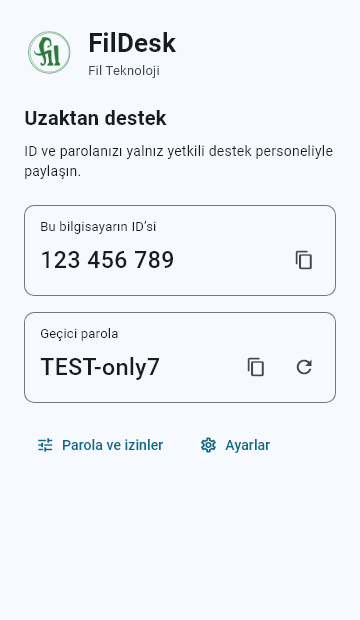 fil
FilDesk
Fil Teknoloji
Uzaktan destek
ID ve parolanızı yalnız yetkili destek personeliyle
paylaşın.
Bu bilgisayarın ID'si
123 456 789
Geçici parola
TEST-only7
Parola ve izinler
Ayarlar